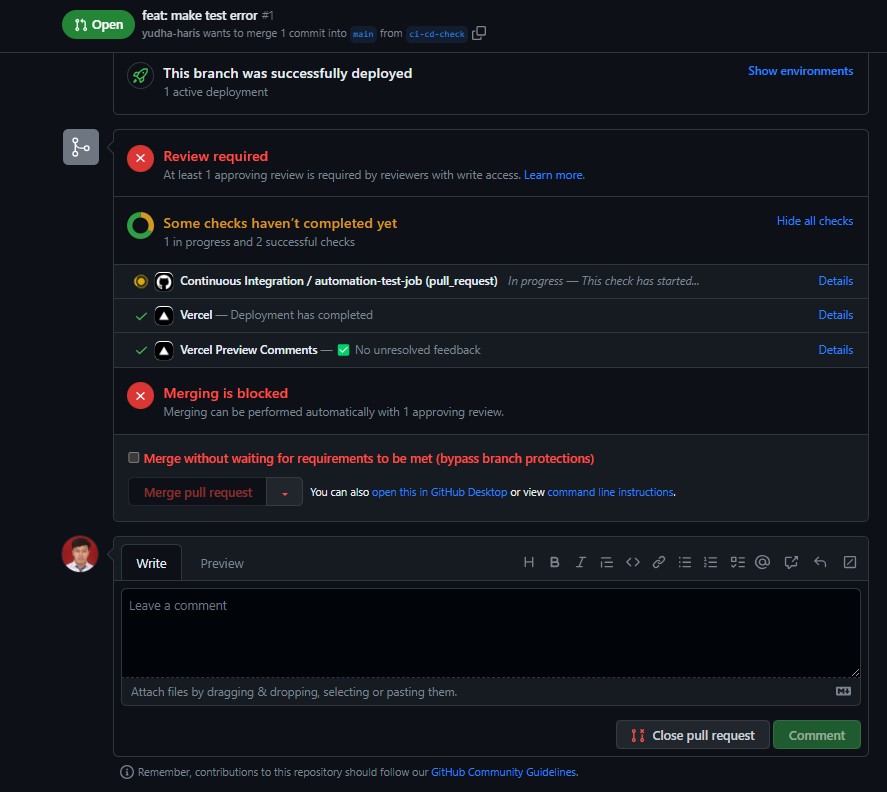 Open
feat: make test error #1
yudha-haris wants to merge 1 commit into main from ci-cd-check
This branch was successfully deployed
Show environments
1 active deployment
Review required
At least 1 approving review is required by reviewers with write access. Learn more.
Some checks haven't completed yet
Hide all checks
1 in progress and 2 successful checks
Continuous Integration / automation-test-job (pull_request) In progress — This check has started... Details
Vercel — Deployment has completed Details
Vercel Preview Comments — ✅ No unresolved feedback Details
Merging is blocked
Merging can be performed automatically with 1 approving review.
Merge without waiting for requirements to be met (bypass branch protections)
Merge pull request You can also open this in GitHub Desktop or view command line instructions.
Write Preview
Leave a comment
Attach files by dragging & dropping, selecting or pasting them.
Close pull request Comment
Remember, contributions to this repository should follow our GitHub Community Guidelines.